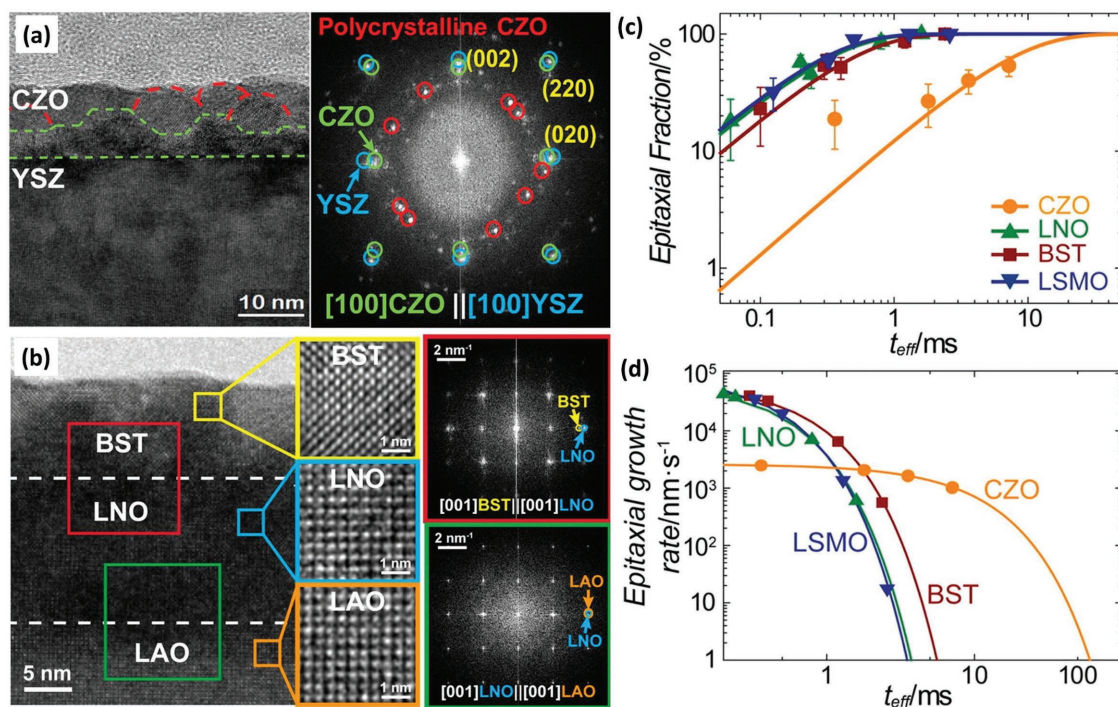 (a)
CZO
YSZ
10 nm
Polycrystalline CZO
(002)
(220)
(020)
CZO
YSZ
[100]CZO||[100]YSZ
(b)
BST
LNO
LAO
5 nm
BST
1 nm
LNO
1 nm
LAO
1 nm
2 nm⁻¹
BST
LNO
[001]BST||[001]LNO
2 nm⁻¹
LAO
LNO
[001]LNO||[001]LAO
(c)
Epitaxial Fraction/%
100
10
1
CZO
LNO
BST
LSMO
0.1
1
10
t_eff/ms
(d)
Epitaxial growth
rate/nm·s⁻¹
10⁵
10⁴
10³
10²
10
1
LNO
CZO
LSMO
BST
1
10
100
t_eff/ms